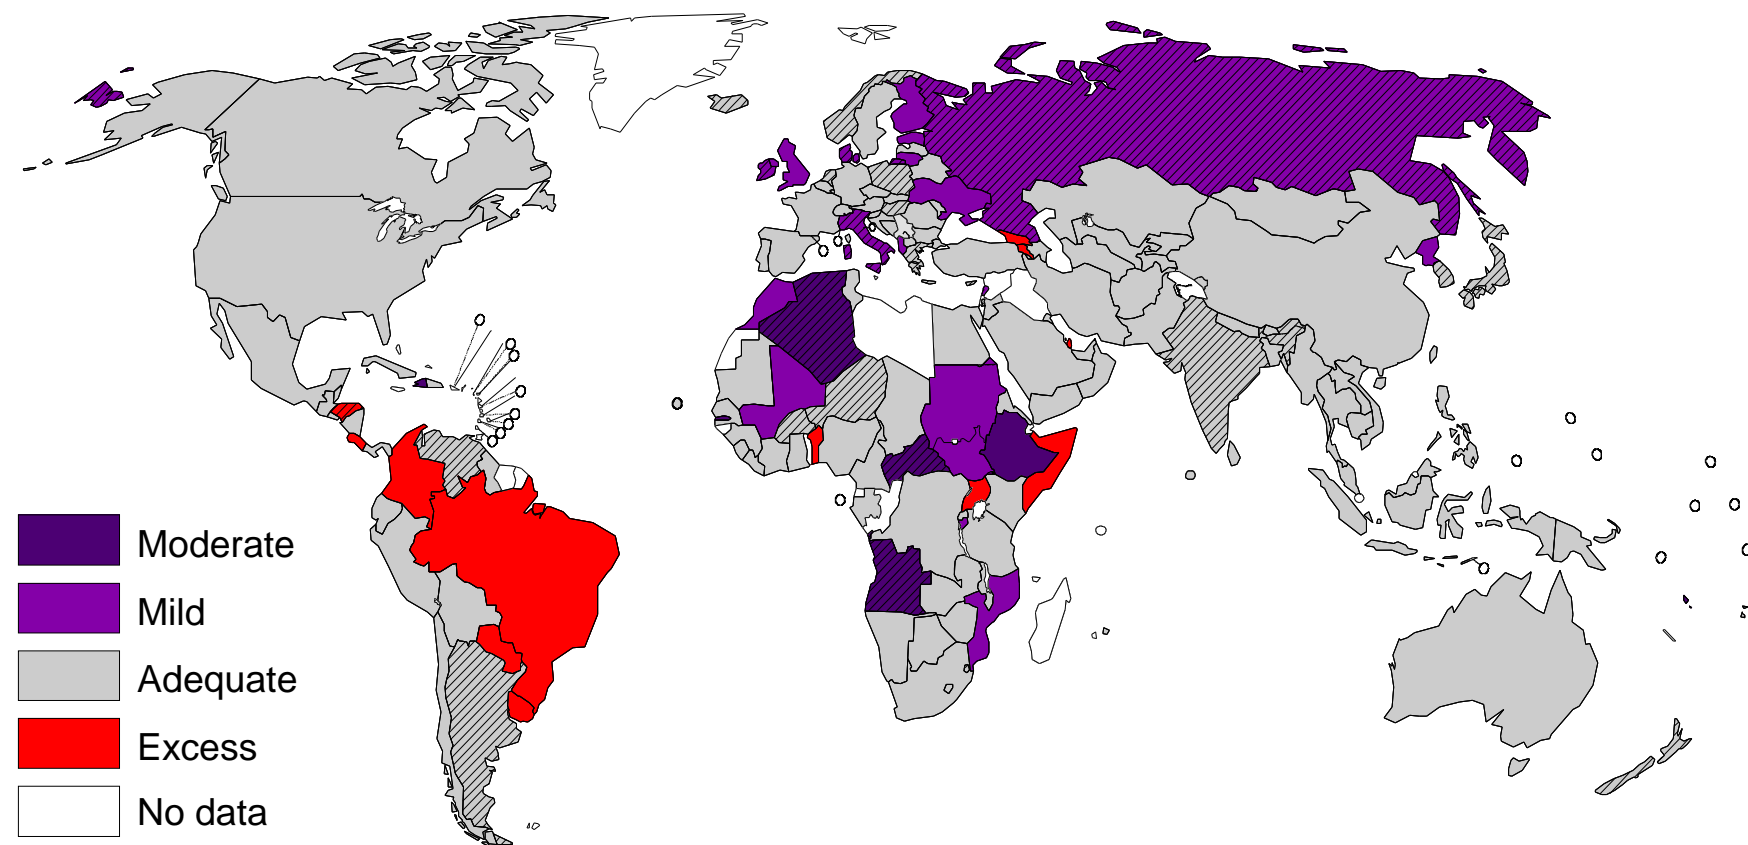 Moderate
Mild
Adequate
Excess
No data